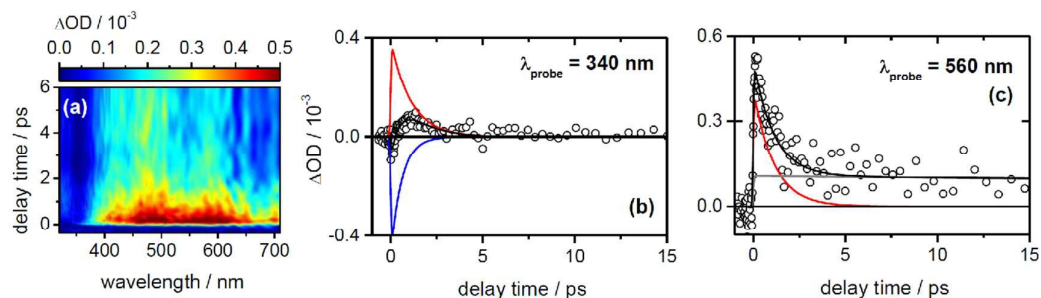 ΔOD / 10⁻³
0.0 0.1 0.2 0.3 0.4 0.5
(a)
6
4
2
0
delay time / ps
400 500 600 700
wavelength / nm
λprobe = 340 nm
0.4
0.0
-0.4
ΔOD / 10⁻³
(b)
0 5 10 15
delay time / ps
λprobe = 560 nm
(c)
0.6
0.3
0.0
0 5 10 15
delay time / ps